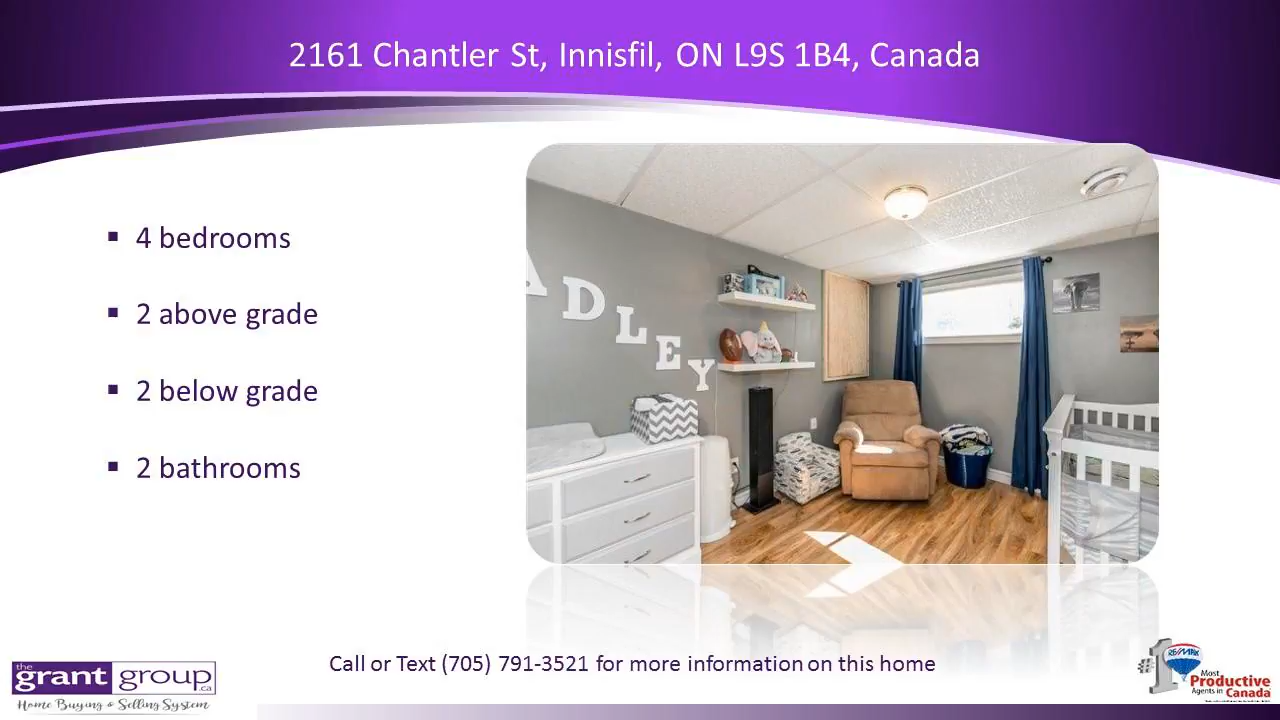 2161 Chantler St, Innisfil, ON L9S 1B4, Canada
▪ 4 bedrooms
▪ 2 above grade
▪ 2 below grade
▪ 2 bathrooms
ADLEY
Call or Text (705) 791-3521 for more information on this home
the
grant group.ca
Home Buying & Selling System
#1
RE/MAX
Most
Productive
Agents in Canada